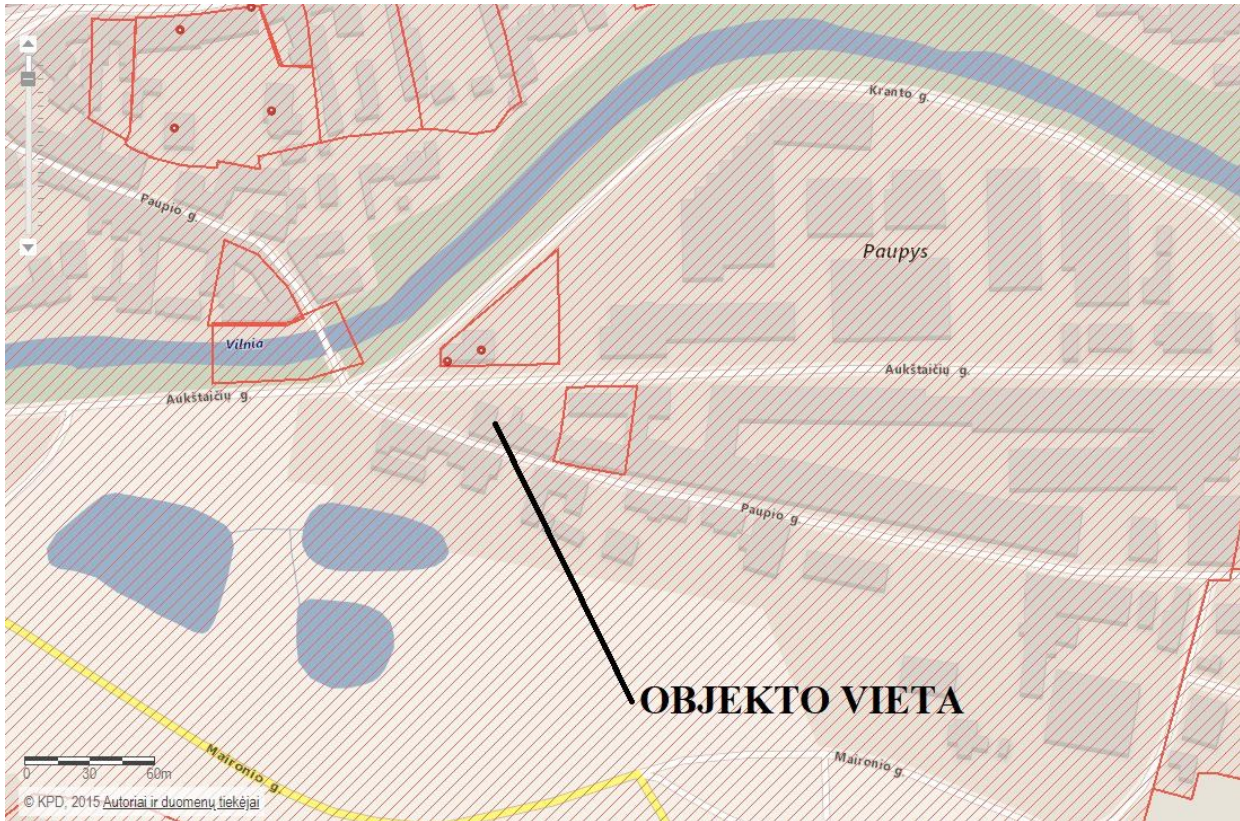 Kranto g.
Paupio g.
Paupys
Vilnia
Aukštaičių g.
Aukštaičių g.
Paupio g.
OBJEKTO VIETA
Maironio g.
Maironio g.
0 30 60m
© KPD, 2015 Autoriai ir duomenų tiekėjai